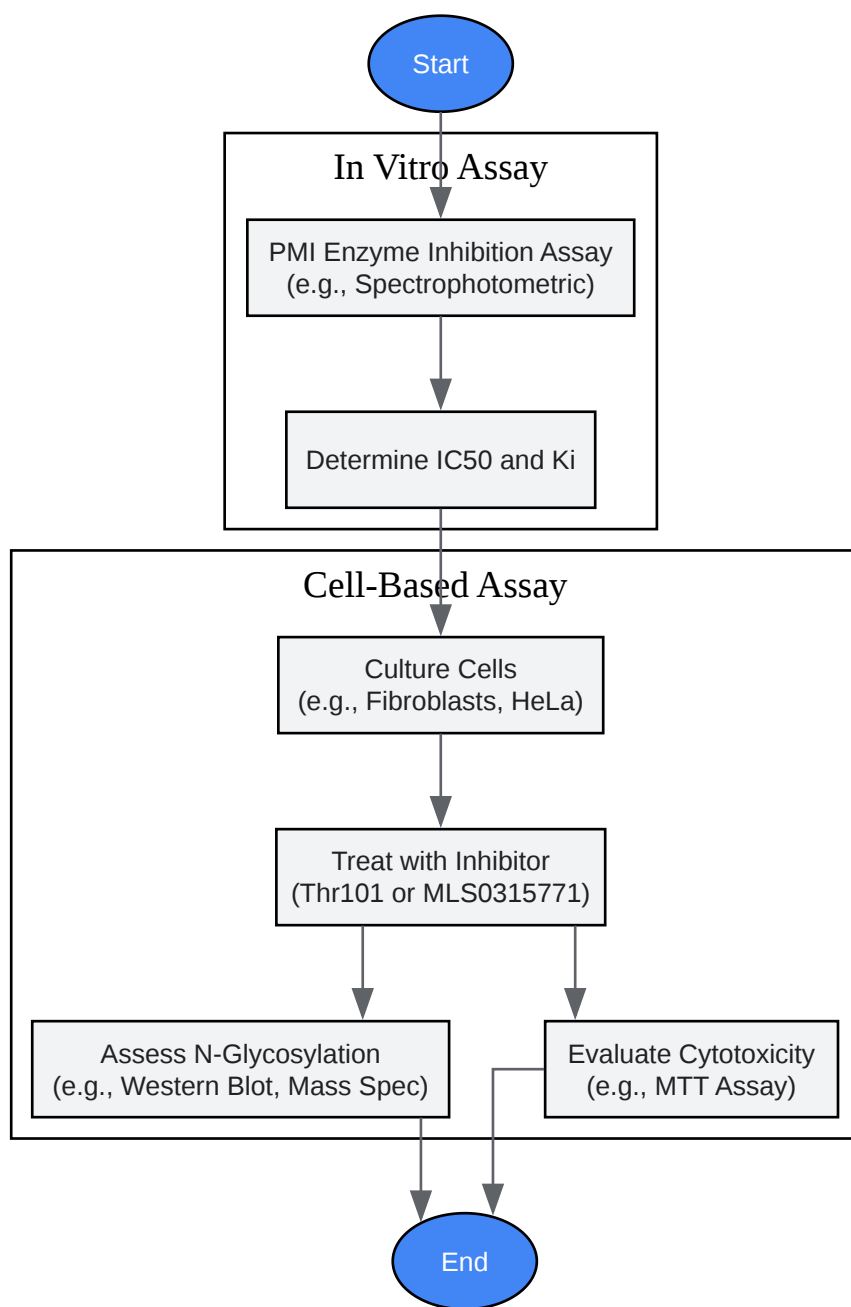 Start
In Vitro Assay
PMI Enzyme Inhibition Assay
(e.g., Spectrophotometric)
Determine IC50 and Ki
Cell-Based Assay
Culture Cells
(e.g., Fibroblasts, HeLa)
Treat with Inhibitor
(Thr101 or MLS0315771)
Assess N-Glycosylation
(e.g., Western Blot, Mass Spec)
Evaluate Cytotoxicity
(e.g., MTT Assay)
End